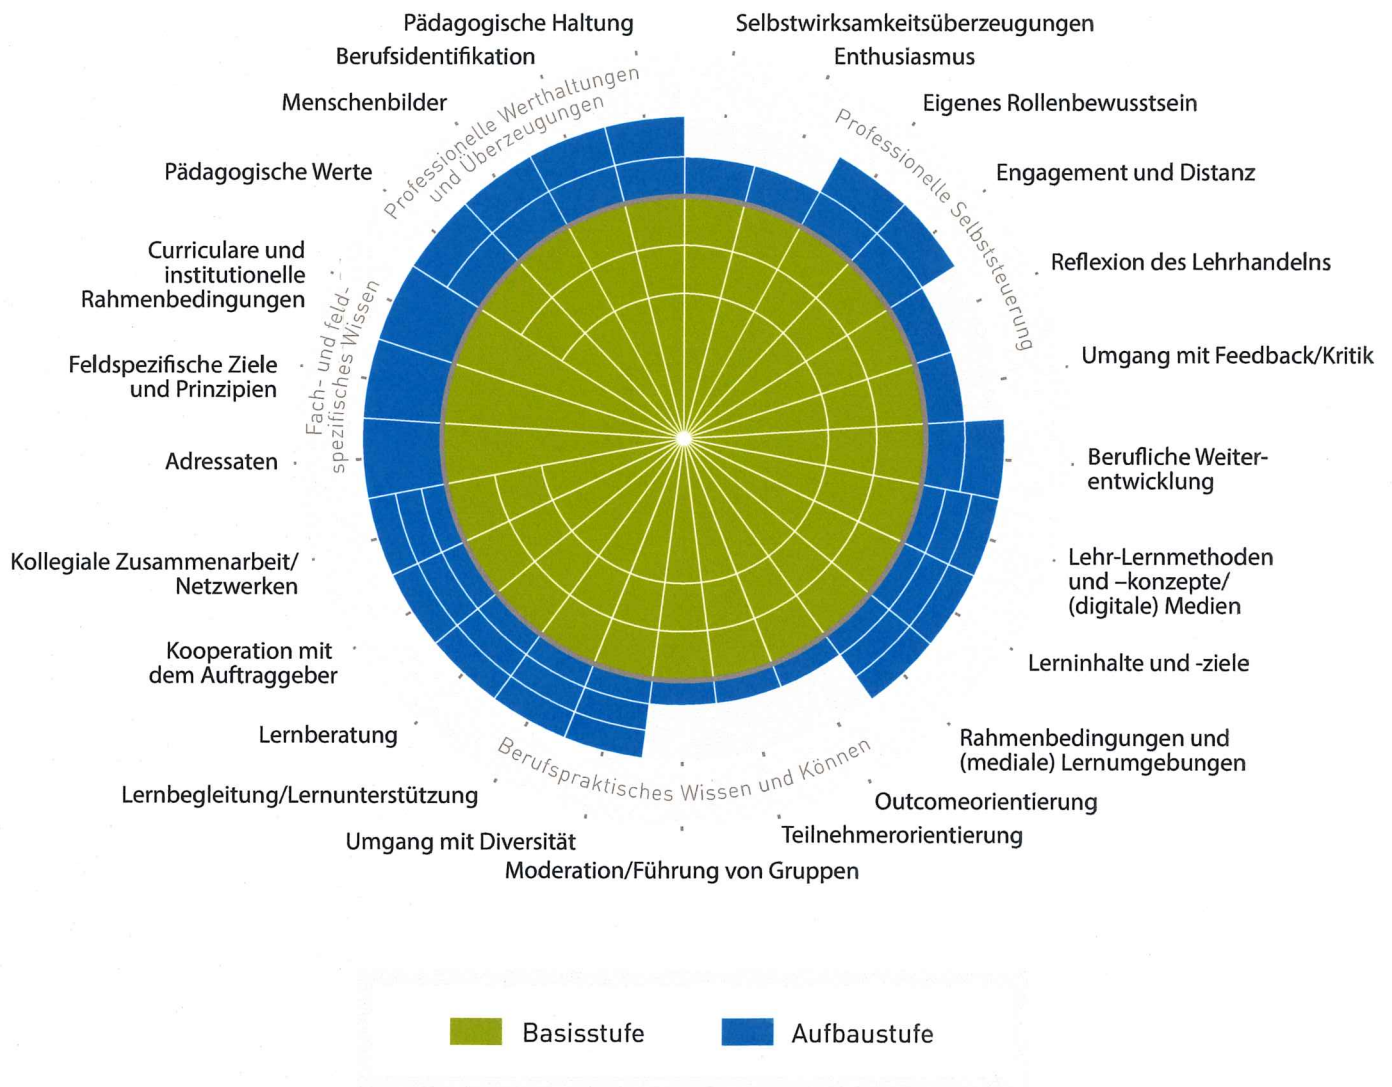 Pädagogische Haltung
Selbstwirksamkeitsüberzeugungen
Berufsidentifikation
Enthusiasmus
Menschenbilder
Eigenes Rollenbewusstsein
Pädagogische Werte
Engagement und Distanz
Professionelle Werthaltungen
und Überzeugungen
Professionelle Selbststeuerung
Curriculare und
institutionelle
Rahmenbedingungen
Reflexion des Lehrhandelns
Fach- und feld-
spezifisches Wissen
Feldspezifische Ziele
und Prinzipien
Umgang mit Feedback/Kritik
Adressaten
Berufliche Weiter-
entwicklung
Kollegiale Zusammenarbeit/
Netzwerken
Lehr-Lernmethoden
und –konzepte/
(digitale) Medien
Kooperation mit
dem Auftraggeber
Lerninhalte und -ziele
Lernberatung
Rahmenbedingungen und
(mediale) Lernumgebungen
Berufspraktisches Wissen und Können
Lernbegleitung/Lernunterstützung
Outcomeorientierung
Umgang mit Diversität
Teilnehmerorientierung
Moderation/Führung von Gruppen
Basisstufe
Aufbaustufe